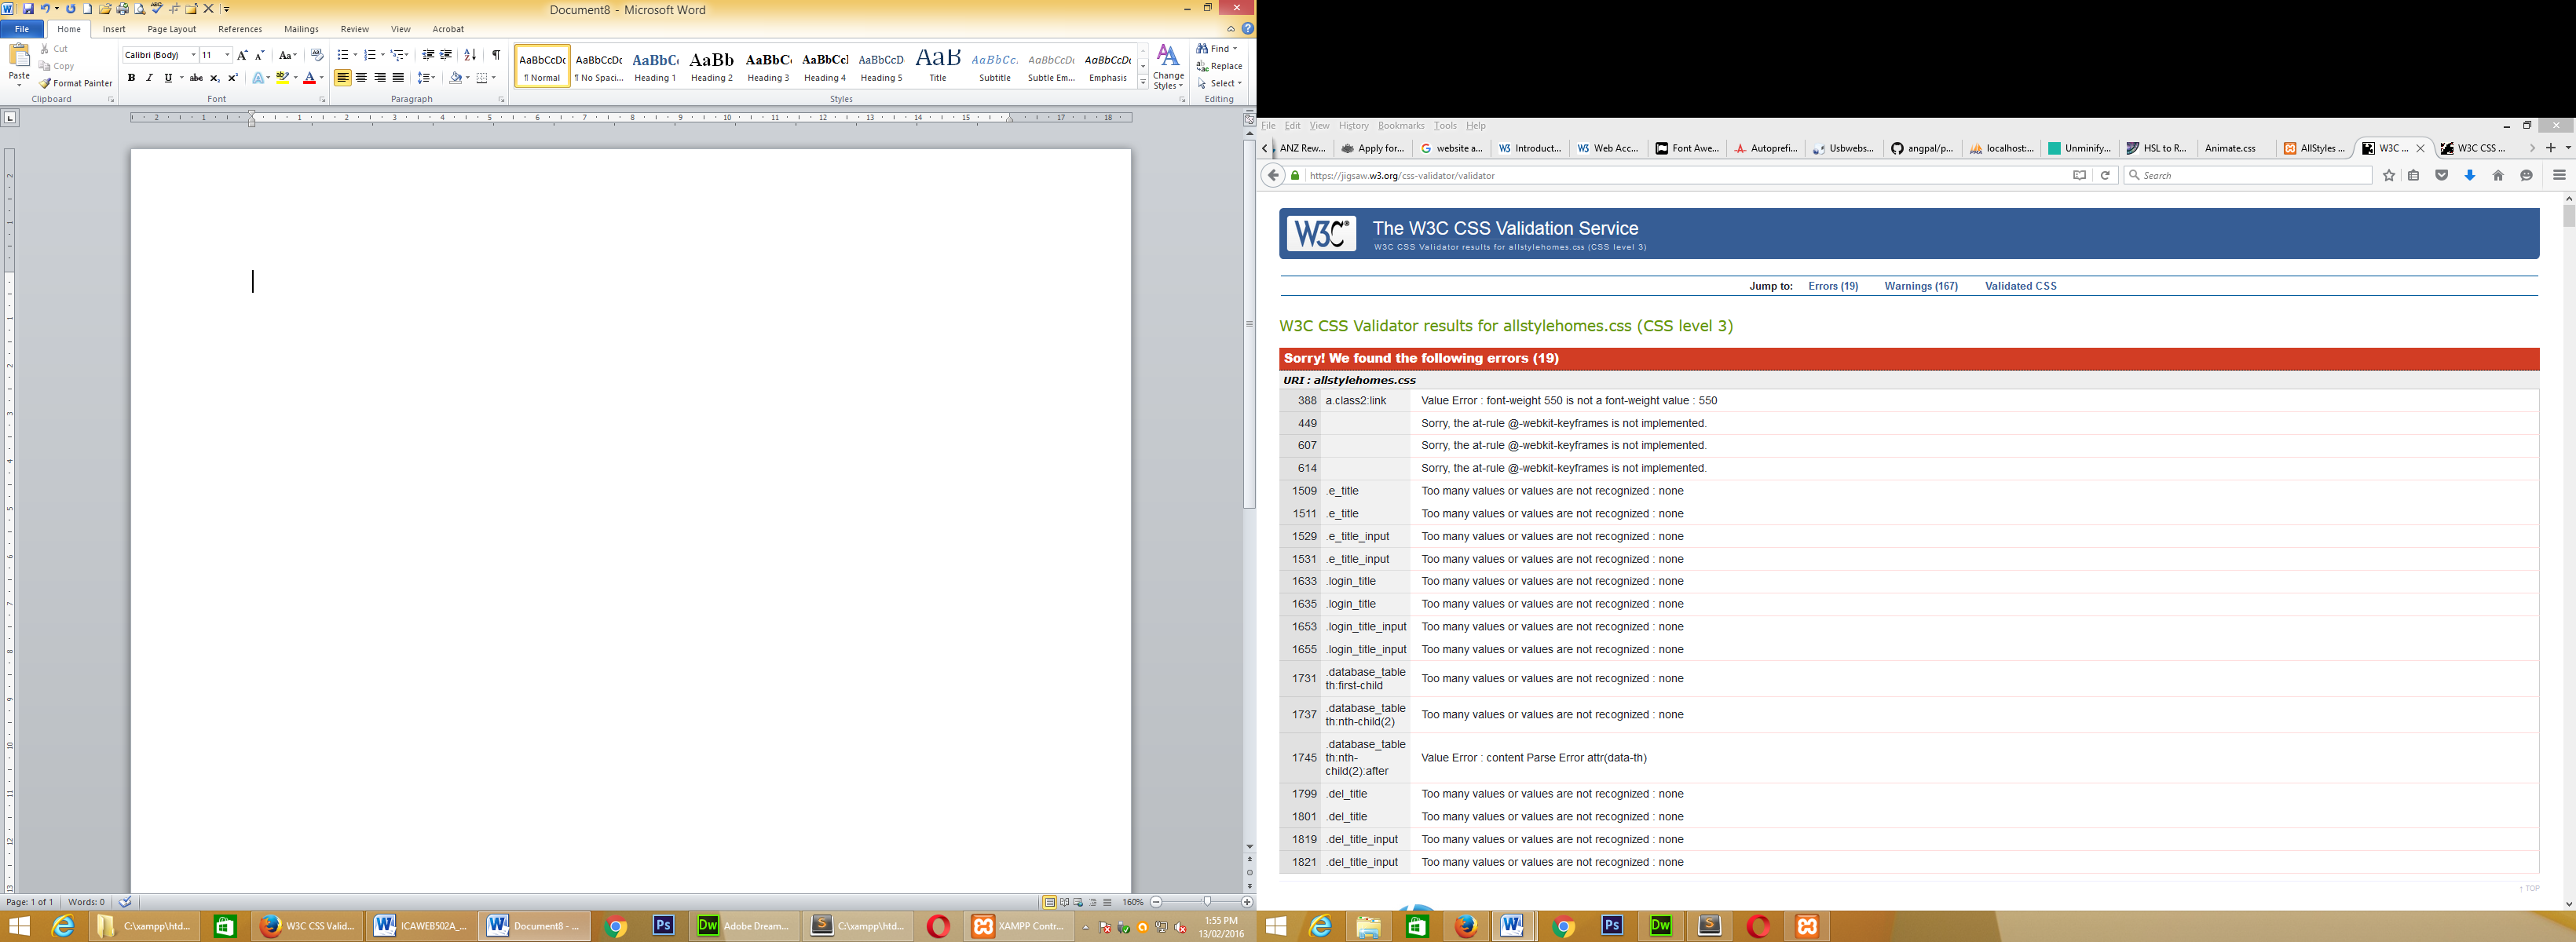 Document8 - Microsoft Word
File Home Insert Page Layout References Mailings Review View Acrobat
Paste
Cut
Copy
Format Painter
Clipboard
Calibri (Body) 11
Font
Paragraph
AaBbCcDc AaBbCcDc AaBbC AaBb AaBbC AaBbCcI AaBbCcD AaB AaBbCc. AaBbCcDc AaBbCcDc
¶ Normal ¶ No Spaci... Heading 1 Heading 2 Heading 3 Heading 4 Heading 5 Title Subtitle Subtle Em... Emphasis
Styles
Change
Styles
Find
Replace
Select
Editing
Page: 1 of 1 Words: 0 160%
C:\xampp\htd... W3C CSS Valid... ICAWEB502A_... Document8 - ... Adobe Dream... C:\xampp\htd... XAMPP Contr...
1:55 PM
13/02/2016
File Edit View History Bookmarks Tools Help
ANZ Rew... Apply for... website a... Introduct... Web Acc... Font Awe... Autoprefi... Usbwebs... angpal/p... localhost:... Unminify... HSL to R... Animate.css AllStyles ... W3C ... W3C CSS ...
https://jigsaw.w3.org/css-validator/validator
Search
W3C®
The W3C CSS Validation Service
W3C CSS Validator results for allstylehomes.css (CSS level 3)
Jump to: Errors (19) Warnings (167) Validated CSS
W3C CSS Validator results for allstylehomes.css (CSS level 3)
Sorry! We found the following errors (19)
URI : allstylehomes.css
388 a.class2:link Value Error : font-weight 550 is not a font-weight value : 550
449 Sorry, the at-rule @-webkit-keyframes is not implemented.
607 Sorry, the at-rule @-webkit-keyframes is not implemented.
614 Sorry, the at-rule @-webkit-keyframes is not implemented.
1509 .e_title Too many values or values are not recognized : none
1511 .e_title Too many values or values are not recognized : none
1529 .e_title_input Too many values or values are not recognized : none
1531 .e_title_input Too many values or values are not recognized : none
1633 .login_title Too many values or values are not recognized : none
1635 .login_title Too many values or values are not recognized : none
1653 .login_title_input Too many values or values are not recognized : none
1655 .login_title_input Too many values or values are not recognized : none
1731 .database_table th:first-child Too many values or values are not recognized : none
1737 .database_table th:nth-child(2) Too many values or values are not recognized : none
1745 .database_table th:nth-child(2):after Value Error : content Parse Error attr(data-th)
1799 .del_title Too many values or values are not recognized : none
1801 .del_title Too many values or values are not recognized : none
1819 .del_title_input Too many values or values are not recognized : none
1821 .del_title_input Too many values or values are not recognized : none
↑ TOP